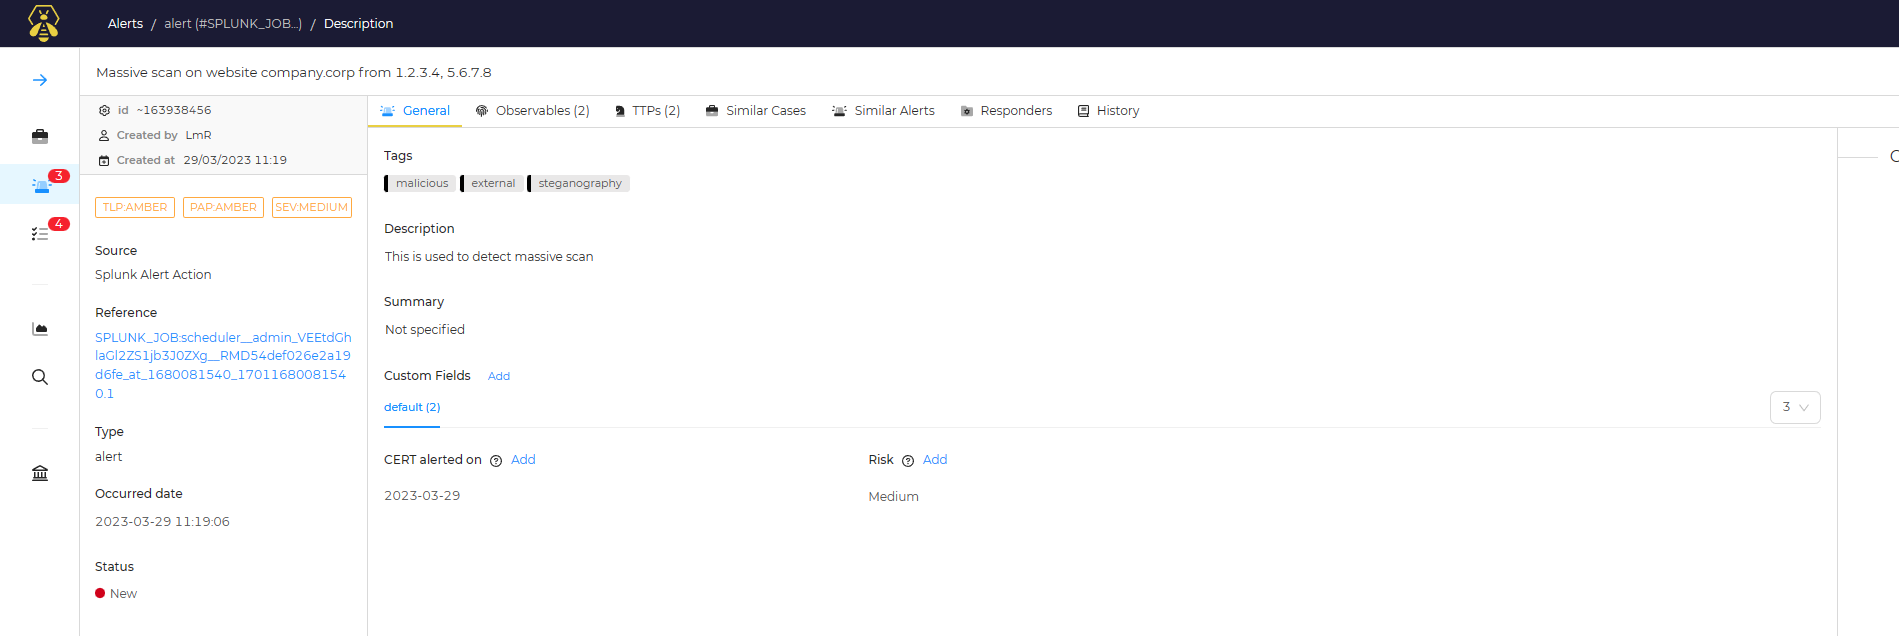 Alerts / alert (#SPLUNK_JOB...) / Description
Massive scan on website company.corp from 1.2.3.4, 5.6.7.8
id ~163938456
Created by LmR
Created at 29/03/2023 11:19
General Observables (2) TTPs (2) Similar Cases Similar Alerts Responders History
3
4
TLP:AMBER PAP:AMBER SEV:MEDIUM
Source
Splunk Alert Action
Reference
SPLUNK_JOB:scheduler__admin_VEEtdGh
laGl2ZS1jb3J0ZXg__RMD54def026e2a19
d6fe_at_1680081540_1701168008154
0.1
Type
alert
Occurred date
2023-03-29 11:19:06
Status
New
Tags
malicious external steganography
Description
This is used to detect massive scan
Summary
Not specified
Custom Fields Add
default (2)
3
CERT alerted on Add
2023-03-29
Risk Add
Medium